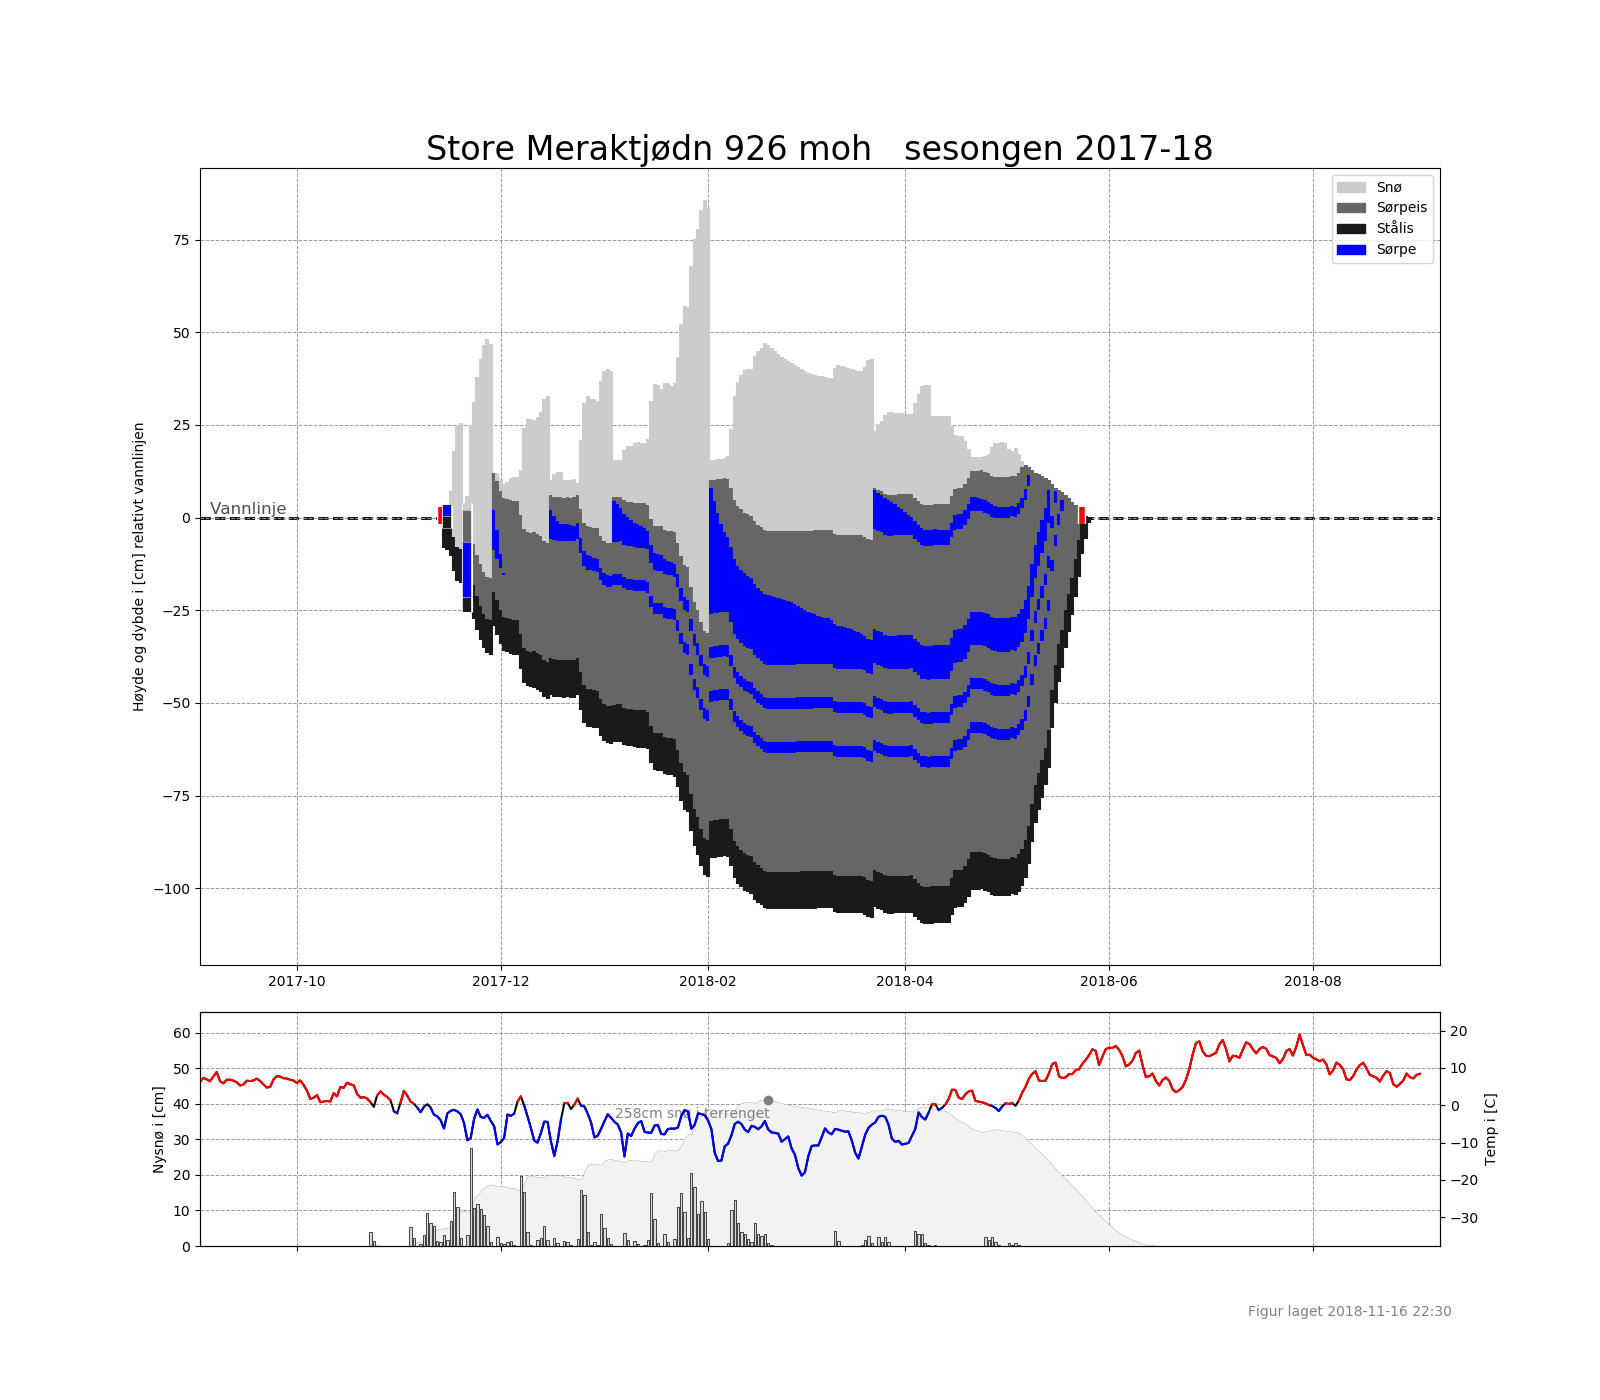 Store Meraktjødn 926 moh   sesongen 2017-18
Snø
Sørpeis
Stålis
Sørpe
Høyde og dybde i [cm] relativt vannlinjen
75
50
25
0
−25
−50
−75
−100
Vannlinje
2017-10 2017-12 2018-02 2018-04 2018-06 2018-08
Nysnø i [cm]
60
50
40
30
20
10
0
258cm snø i terrenget
20
10
0
−10
−20
−30
Temp i [C]
Figur laget 2018-11-16 22:30